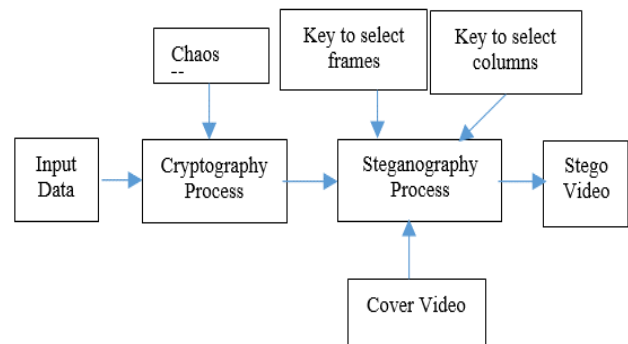 Chaos
--
Key to select
frames
Key to select
columns
Input
Data
Cryptography
Process
Steganography
Process
Stego
Video
Cover Video